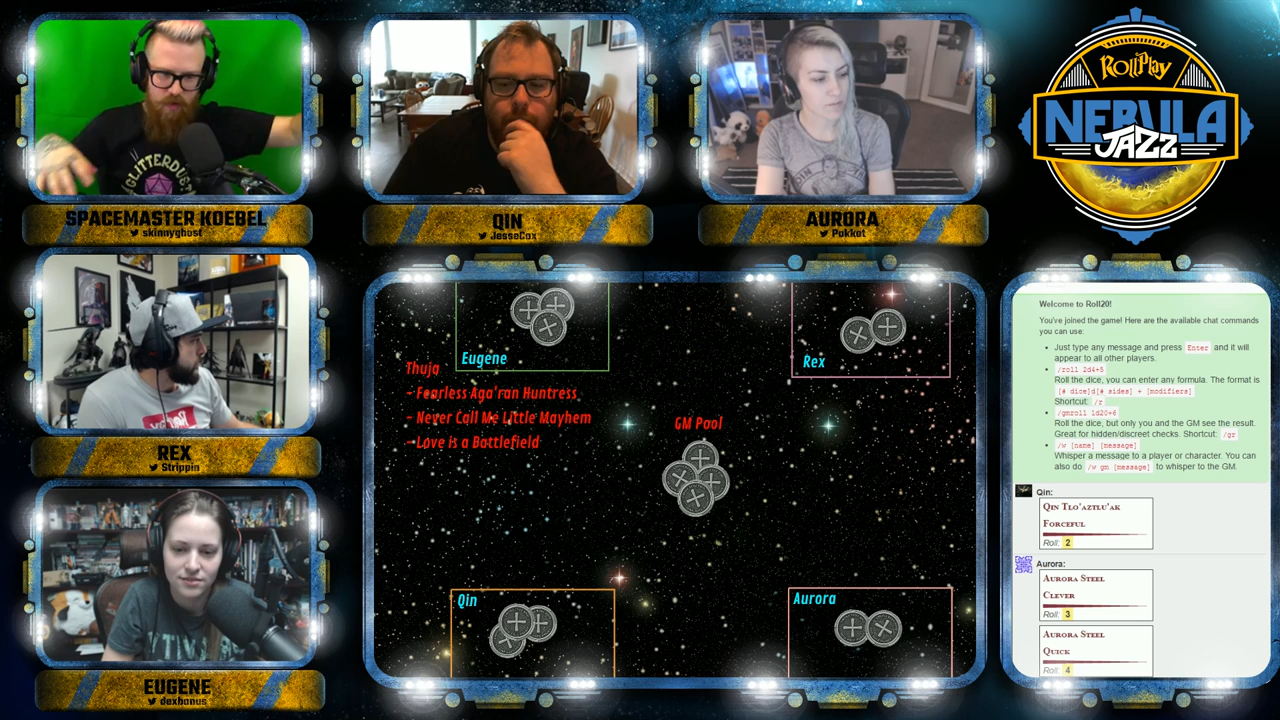 SPACEMASTER KOEBEL
skinnyghost
QIN
JesseCox
AURORA
Pokket
ROLLPLAY
NEBULA
JAZZ
GLITTERDUST
REX
Strippin
EUGENE
dexbonus
Eugene
Rex
Thuja
- Fearless Aga'ran Huntress
- Never Call Me Little Mayhem
- Love is a Battlefield
GM Pool
Qin
Aurora
Welcome to Roll20!
You've joined the game! Here are the available chat commands
you can use:
• Just type any message and press Enter and it will
appear to all other players.
• /roll 2d4+5
Roll the dice, you can enter any formula. The format is
[# dice]d[# sides] + [modifiers]
Shortcut: /r
• /gmroll 1d20+6
Roll the dice, but only you and the GM see the result.
Great for hidden/discreet checks. Shortcut: /gr
• /w [name] [message]
Whisper a message to a player or character. You can
also do /w gm [message] to whisper to the GM.
Qin:
QIN TLO'AZTLU'AK
FORCEFUL
Roll: 2
Aurora:
AURORA STEEL
CLEVER
Roll: 3
AURORA STEEL
QUICK
Roll: 4